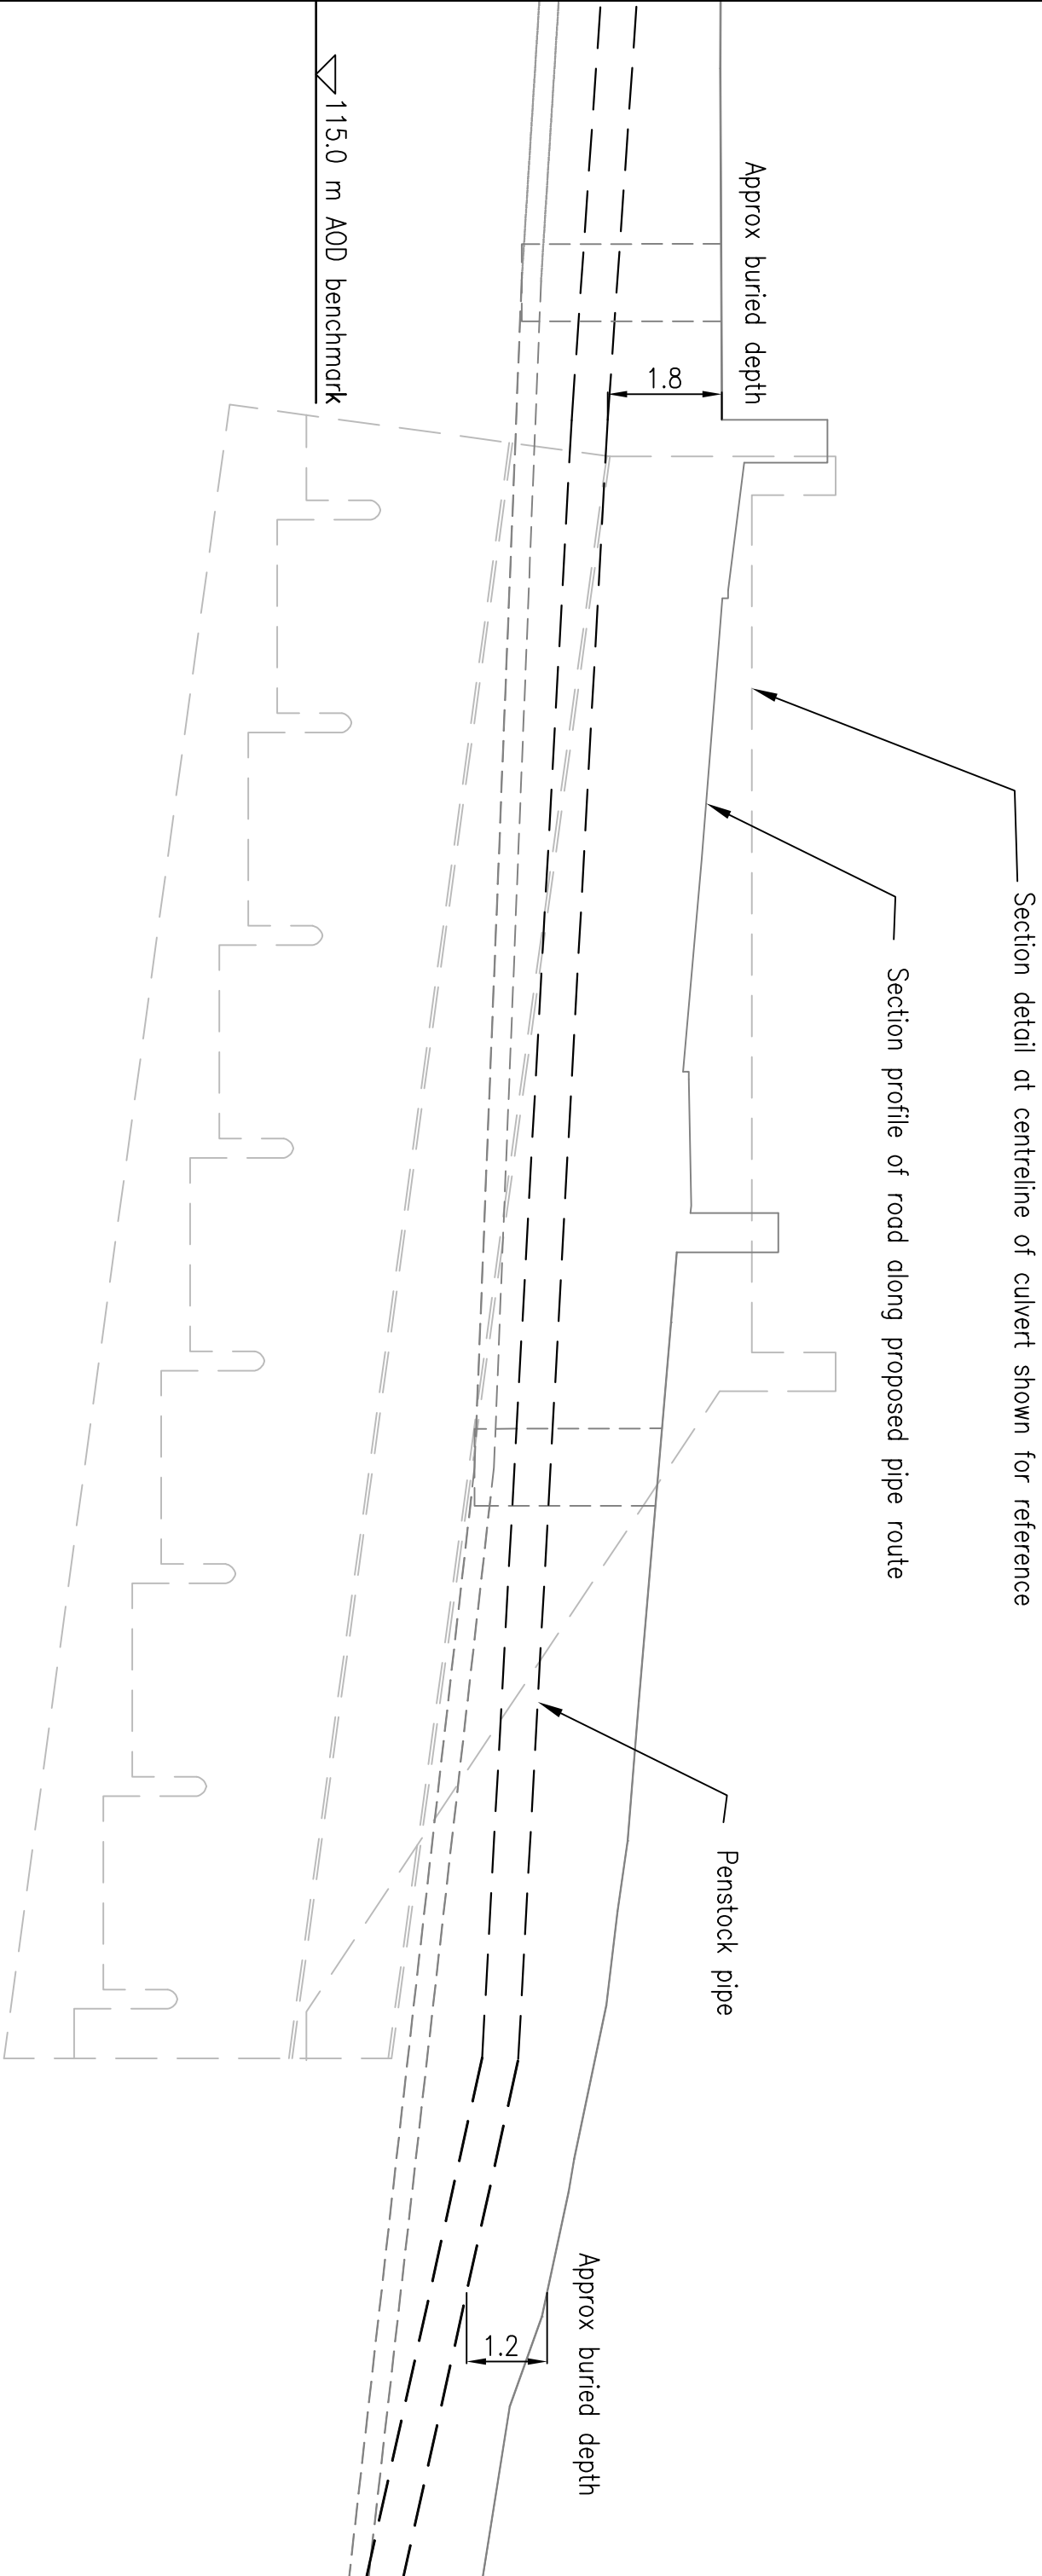 Section detail at centreline of culvert shown for reference
Section profile of road along proposed pipe route
Approx buried depth
1.8
115.0 m AOD benchmark
Penstock pipe
Approx buried depth
1.2